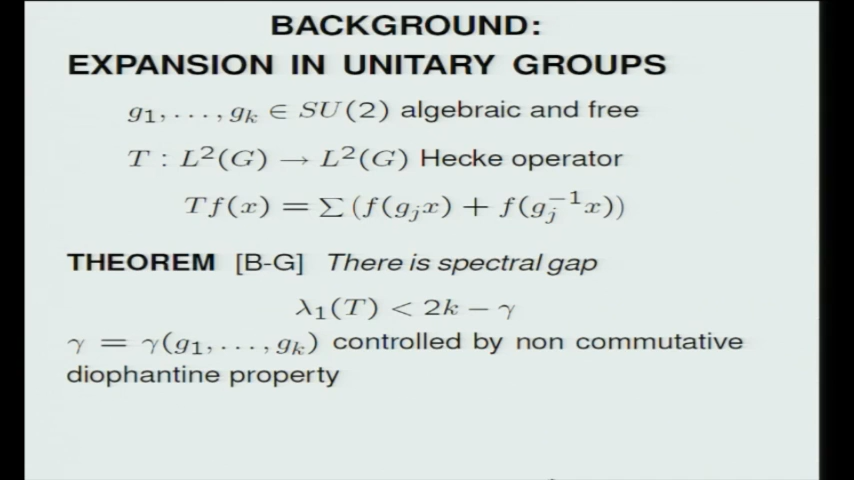 BACKGROUND:
EXPANSION IN UNITARY GROUPS
g₁, . . . , gₖ ∈ SU(2) algebraic and free
T : L²(G) → L²(G) Hecke operator
Tf(x) = ∑ (f(gⱼx) + f(gⱼ⁻¹x))
THEOREM [B-G] There is spectral gap
λ₁(T) < 2k − γ
γ = γ(g₁, . . . , gₖ) controlled by non commutative
diophantine property